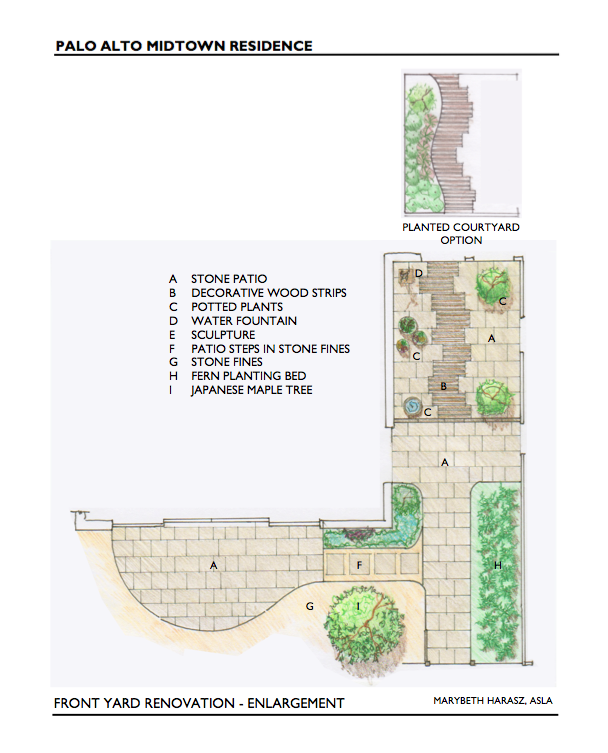 PALO ALTO MIDTOWN RESIDENCE
PLANTED COURTYARD
OPTION
A STONE PATIO
B DECORATIVE WOOD STRIPS
C POTTED PLANTS
D WATER FOUNTAIN
E SCULPTURE
F PATIO STEPS IN STONE FINES
G STONE FINES
H FERN PLANTING BED
I JAPANESE MAPLE TREE
D
C
A
C
B
C
A
A
F
H
G
I
FRONT YARD RENOVATION - ENLARGEMENT
MARYBETH HARASZ, ASLA